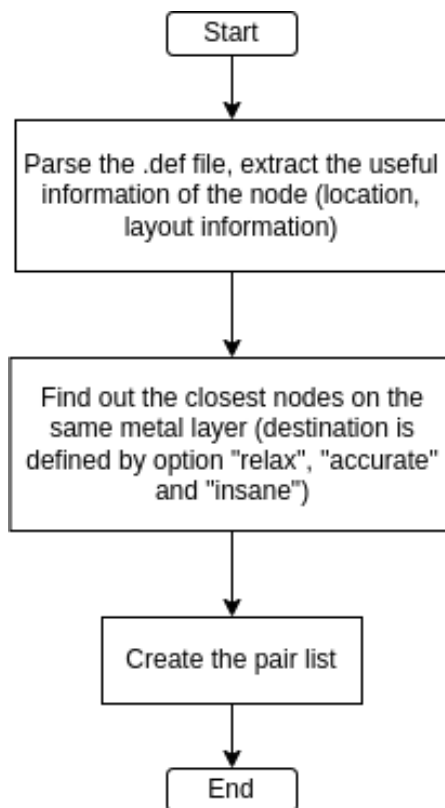 Start
Parse the .def file, extract the useful
information of the node (location,
layout information)
Find out the closest nodes on the
same metal layer (destination is
defined by option "relax", "accurate"
and "insane")
Create the pair list
End